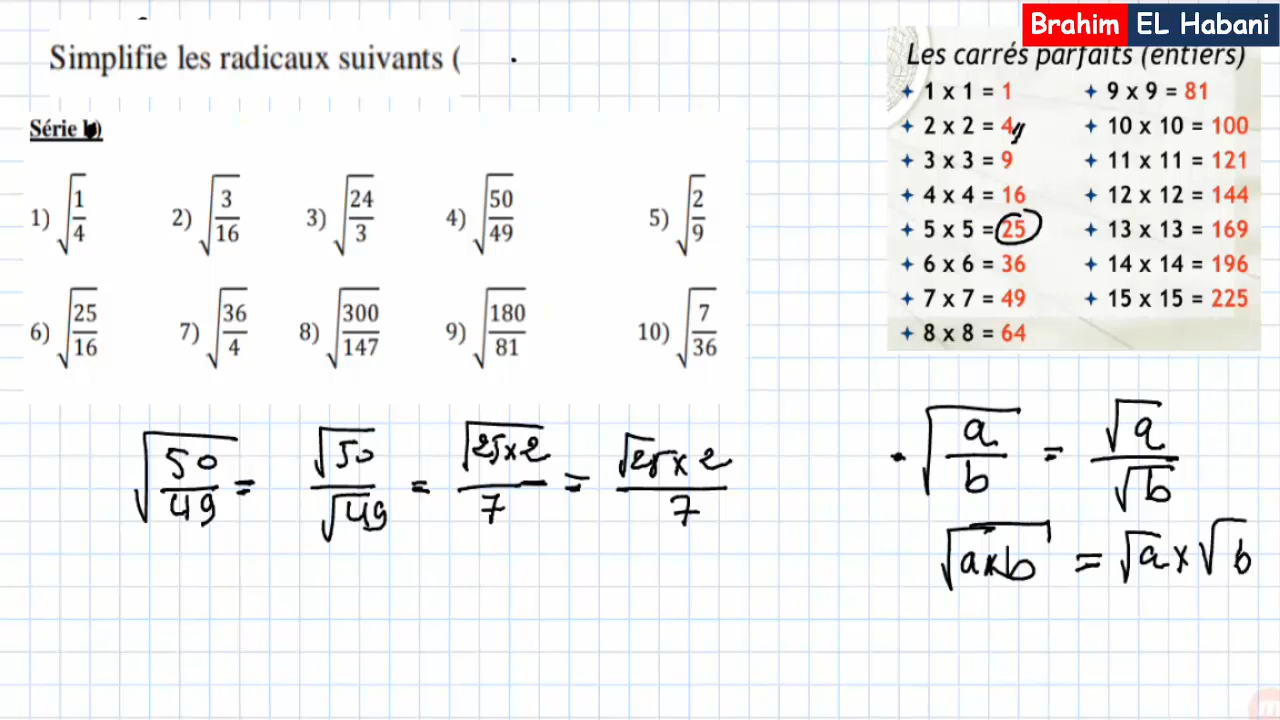 Brahim EL Habani
Simplifie les radicaux suivants (
Série b)
1) √(1/4) 2) √(3/16) 3) √(24/3) 4) √(50/49) 5) √(2/9)
6) √(25/16) 7) √(36/4) 8) √(300/147) 9) √(180/81) 10) √(7/36)
Les carrés parfaits (entiers)
1 x 1 = 1
2 x 2 = 4
3 x 3 = 9
4 x 4 = 16
5 x 5 = 25
6 x 6 = 36
7 x 7 = 49
8 x 8 = 64
9 x 9 = 81
10 x 10 = 100
11 x 11 = 121
12 x 12 = 144
13 x 13 = 169
14 x 14 = 196
15 x 15 = 225
√(50/49) = √50/√49 = √(25×2)/7 = (√25 × 2)/7
√(a/b) = √a/√b
√(a×b) = √a × √b